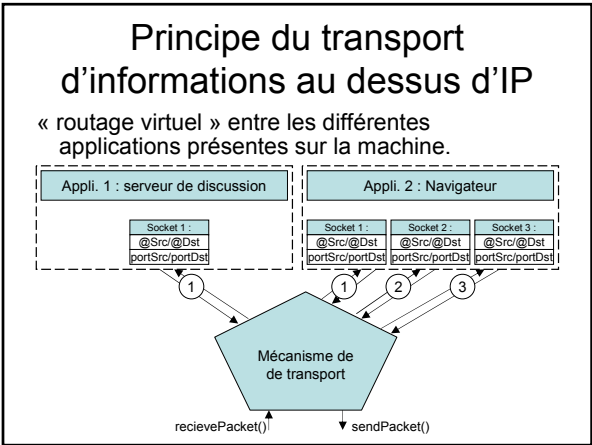 Principe du transport
d’informations au dessus d’IP
« routage virtuel » entre les différentes
applications présentes sur la machine.
Appli. 1 : serveur de discussion
Appli. 2 : Navigateur
Socket 1 :
@Src/@Dst
portSrc/portDst
Socket 1 :
@Src/@Dst
portSrc/portDst
Socket 2 :
@Src/@Dst
portSrc/portDst
Socket 3 :
@Src/@Dst
portSrc/portDst
1
1
2
3
Mécanisme de
de transport
recievePacket()
sendPacket()